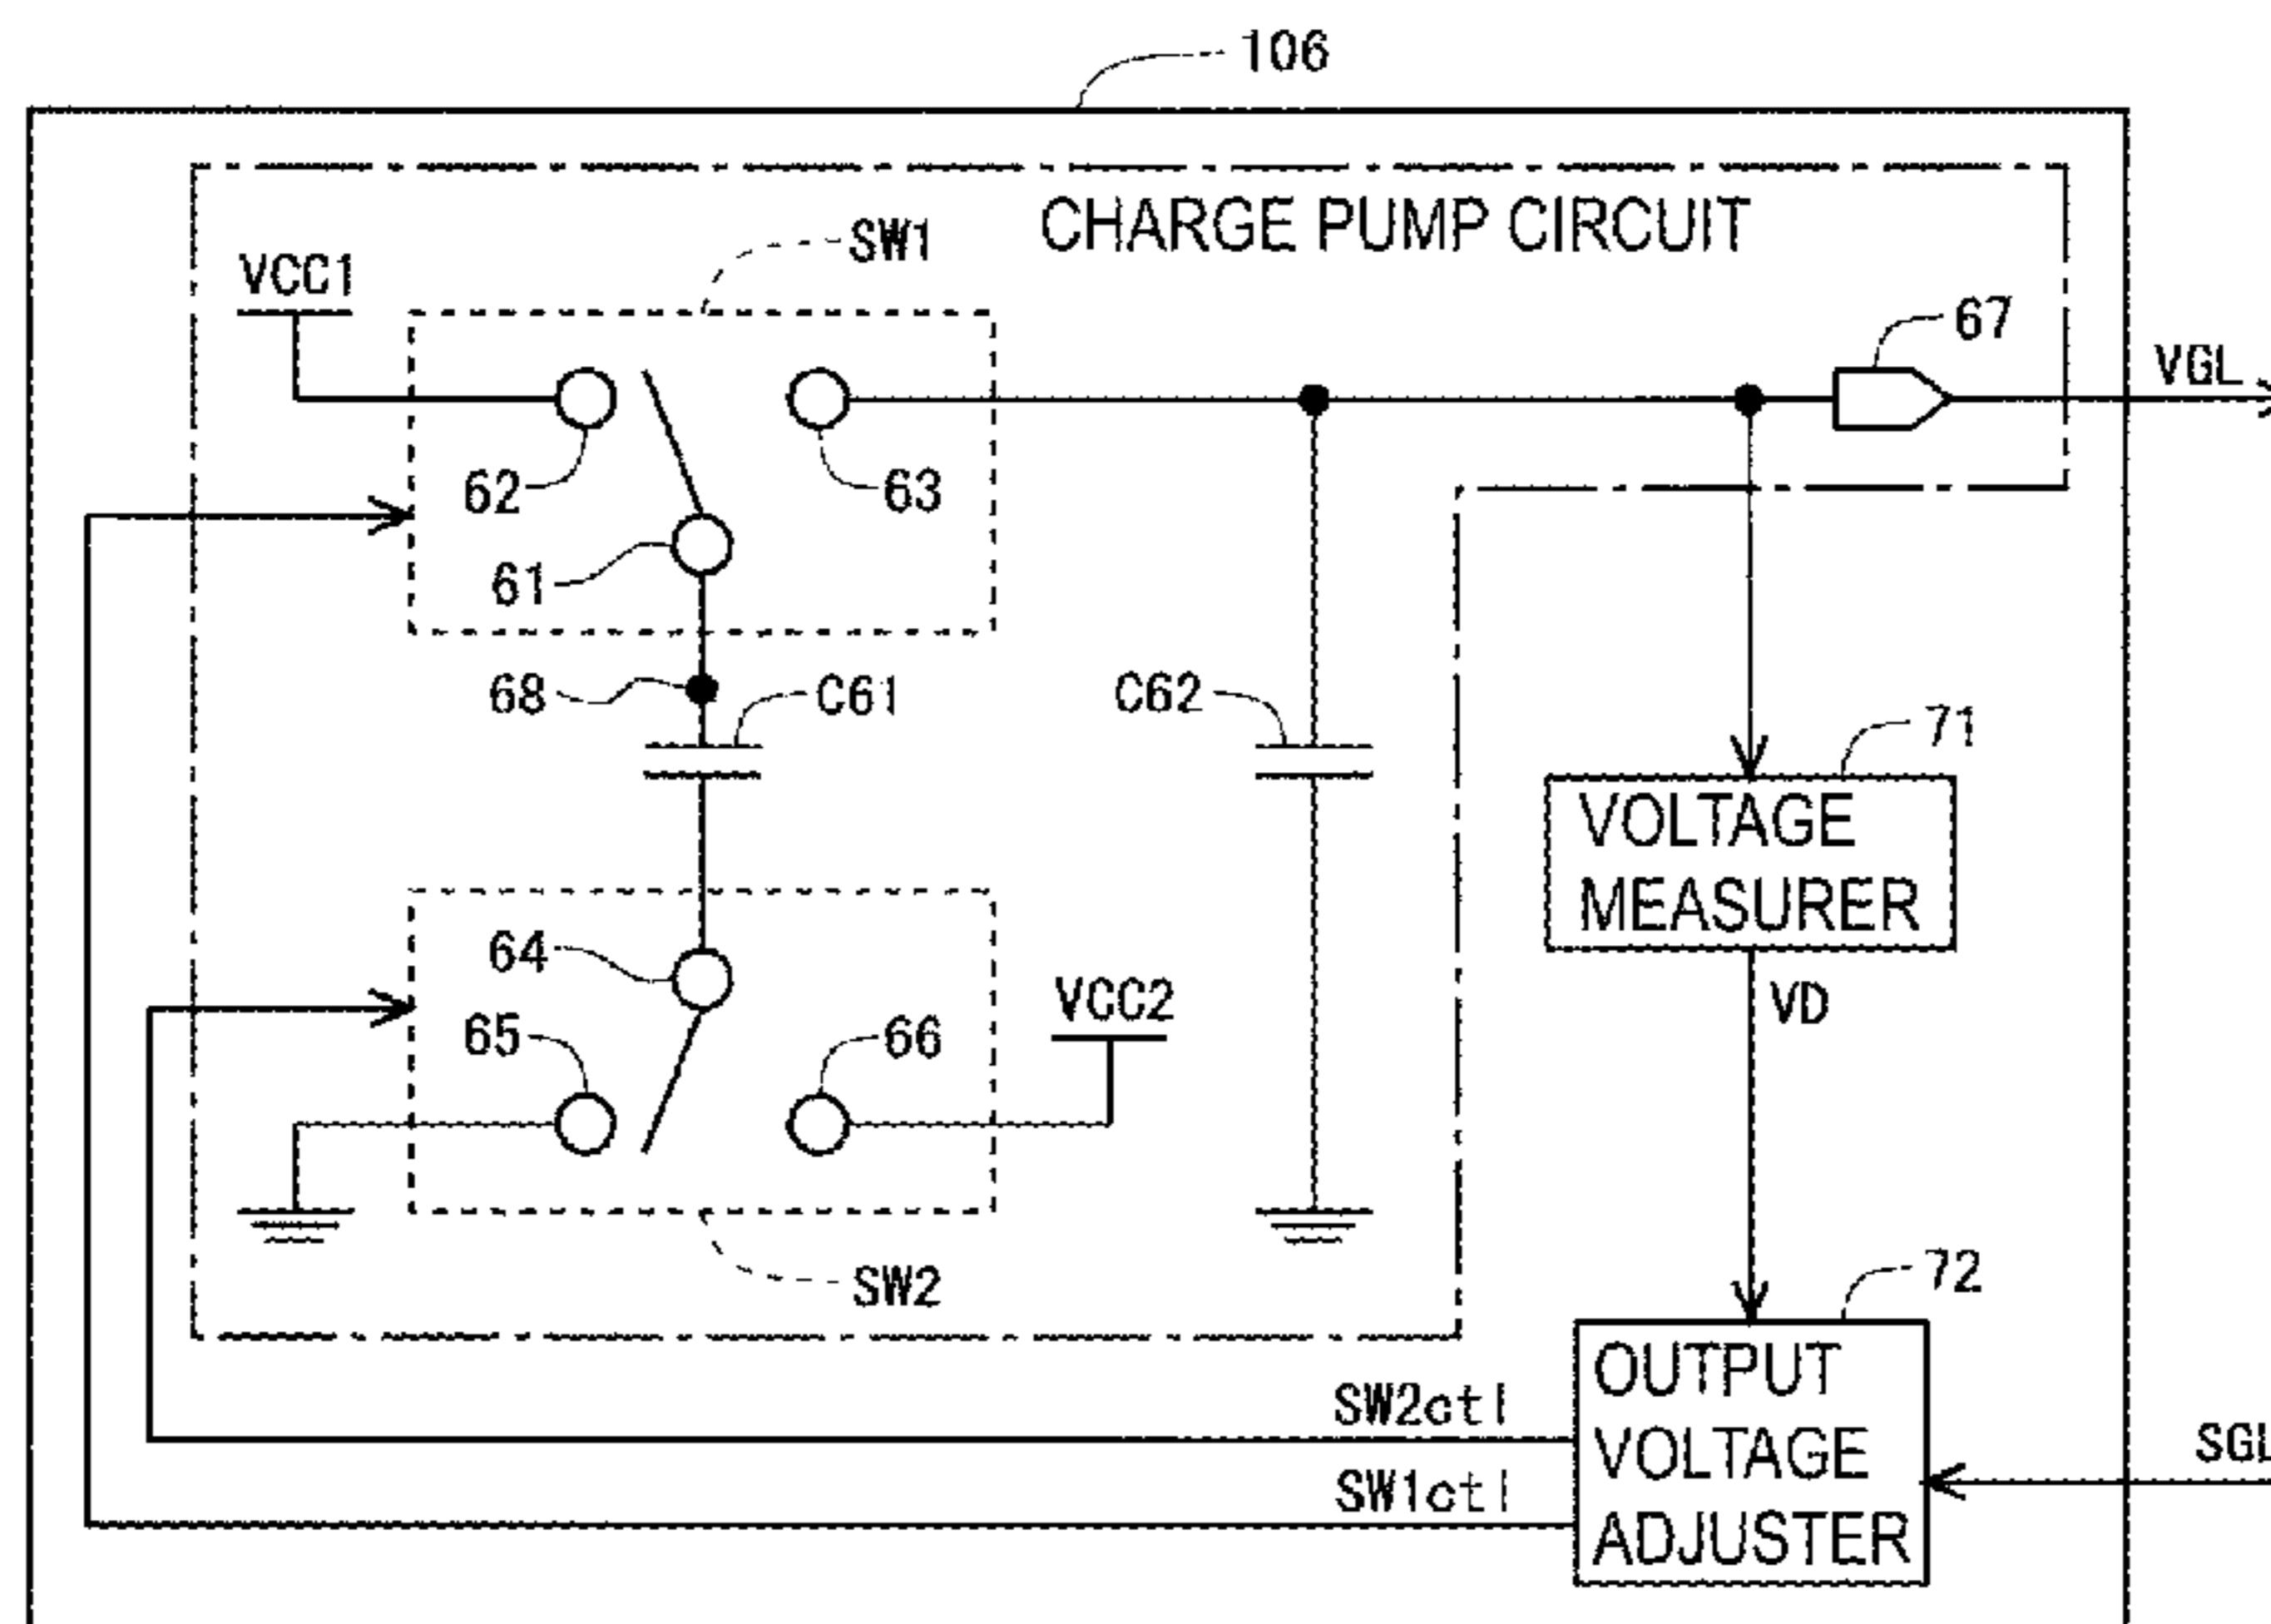 106
CHARGE PUMP CIRCUIT
SW1
VCC1
67
VGL
62
63
61
68
C61
C62
71
VOLTAGE
MEASURER
64
VCC2
VD
65
66
SW2
72
OUTPUT
VOLTAGE
ADJUSTER
SW2ctl
SGL
SW1ctl